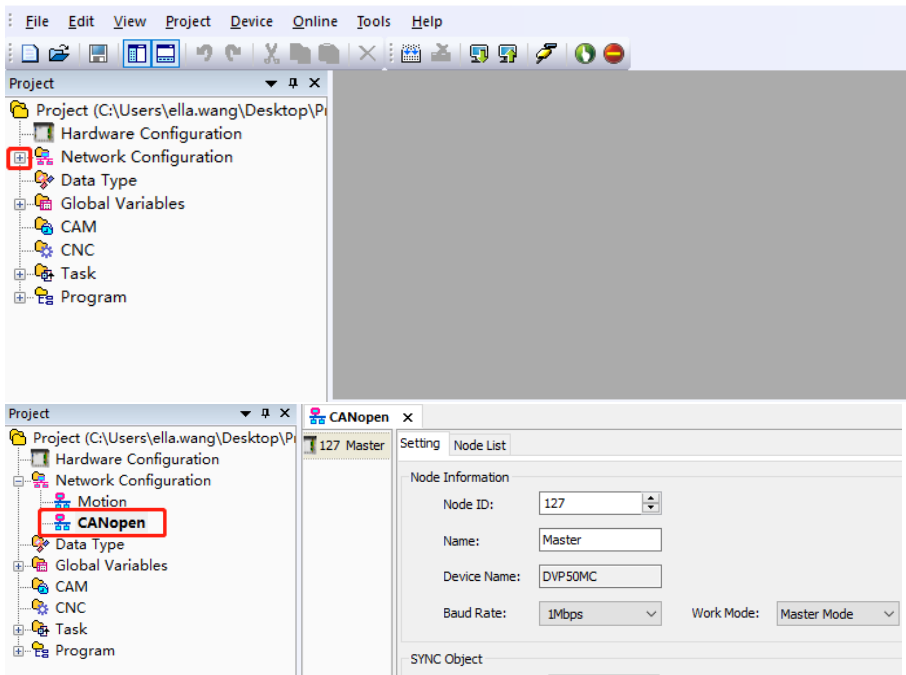 File Edit View Project Device Online Tools Help
Project
Project (C:\Users\ella.wang\Desktop\P
Hardware Configuration
Network Configuration
Data Type
Global Variables
CAM
CNC
Task
Program
Project
Project (C:\Users\ella.wang\Desktop\P
Hardware Configuration
Network Configuration
Motion
CANopen
Data Type
Global Variables
CAM
CNC
Task
Program
CANopen
127 Master
Setting Node List
Node Information
Node ID: 127
Name: Master
Device Name: DVP50MC
Baud Rate: 1Mbps Work Mode: Master Mode
SYNC Object